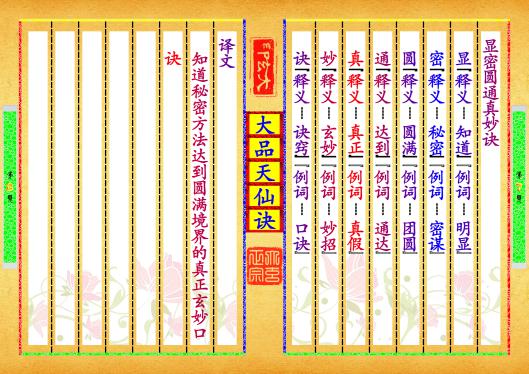 显密圆通真妙诀
显『释义┅知道』『例词┅明显』
密『释义┅秘密』『例词┅密谋』
圆『释义┅圆满』『例词┅团圆』
通『释义┅达到』『例词┅通达』
真『释义┅真正』『例词┅真假』
妙『释义┅玄妙』『例词┅妙招』
诀『释义┅诀窍』『例词┅口诀』
大品天仙诀
译文
知道秘密方法达到圆满境界的真正玄妙口
诀